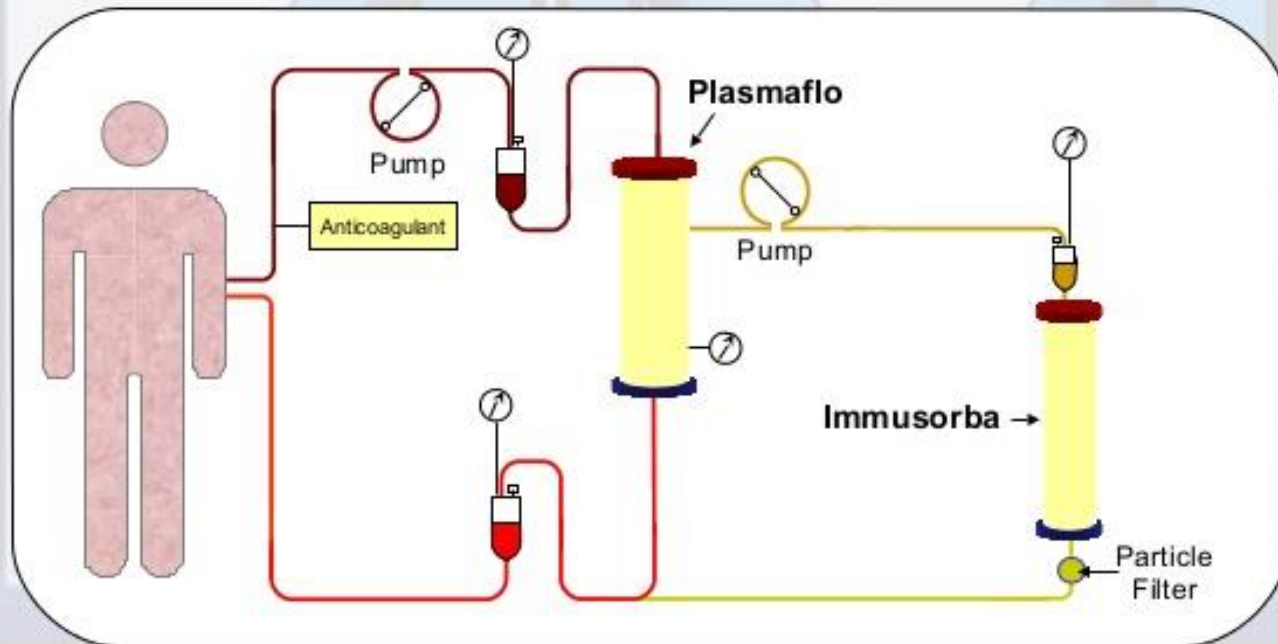 Plasmaflo
Pump
Anticoagulant
Pump
Immusorba
Particle
Filter